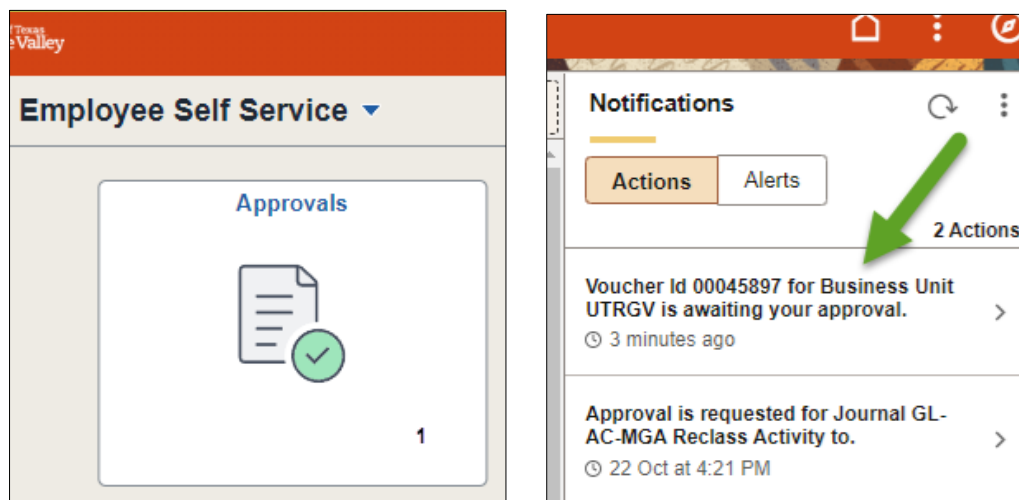 Texas
Valley
Employee Self Service
Approvals
1
Notifications
Actions
Alerts
2 Actions
Voucher Id 00045897 for Business Unit
UTRGV is awaiting your approval.
3 minutes ago
Approval is requested for Journal GL-
AC-MGA Reclass Activity to.
22 Oct at 4:21 PM